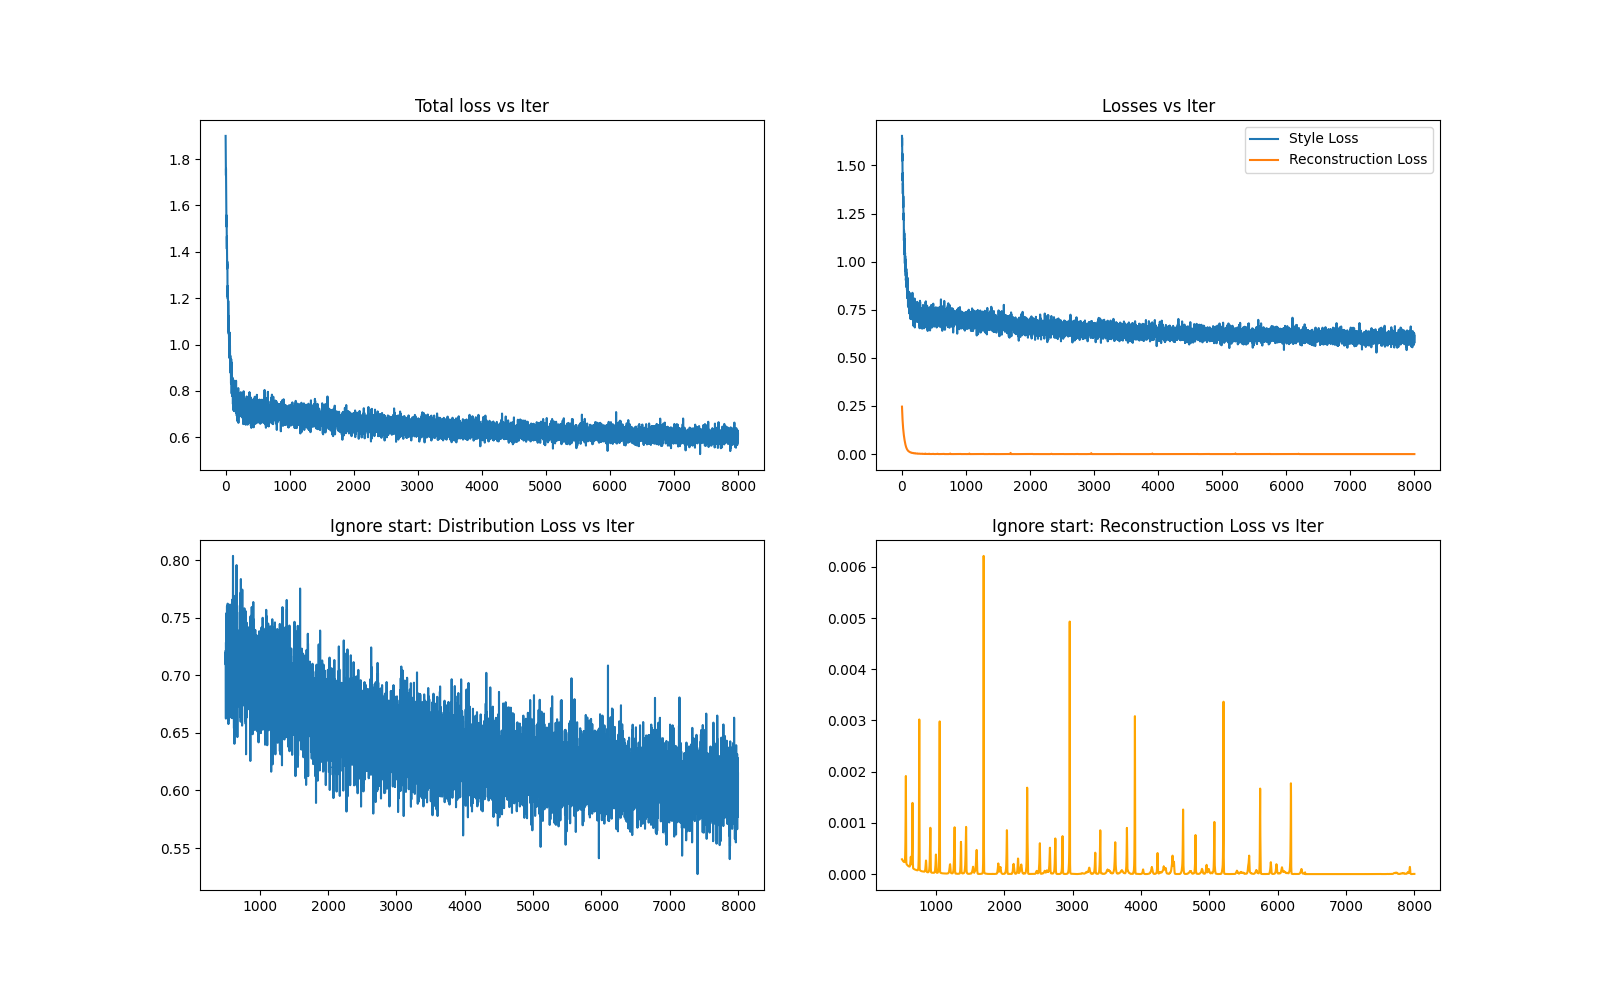 Total loss vs Iter
1.8
1.6
1.4
1.2
1.0
0.8
0.6
0 1000 2000 3000 4000 5000 6000 7000 8000
Losses vs Iter
Style Loss
Reconstruction Loss
1.50
1.25
1.00
0.75
0.50
0.25
0.00
0 1000 2000 3000 4000 5000 6000 7000 8000
Ignore start: Distribution Loss vs Iter
0.80
0.75
0.70
0.65
0.60
0.55
1000 2000 3000 4000 5000 6000 7000 8000
Ignore start: Reconstruction Loss vs Iter
0.006
0.005
0.004
0.003
0.002
0.001
0.000
1000 2000 3000 4000 5000 6000 7000 8000